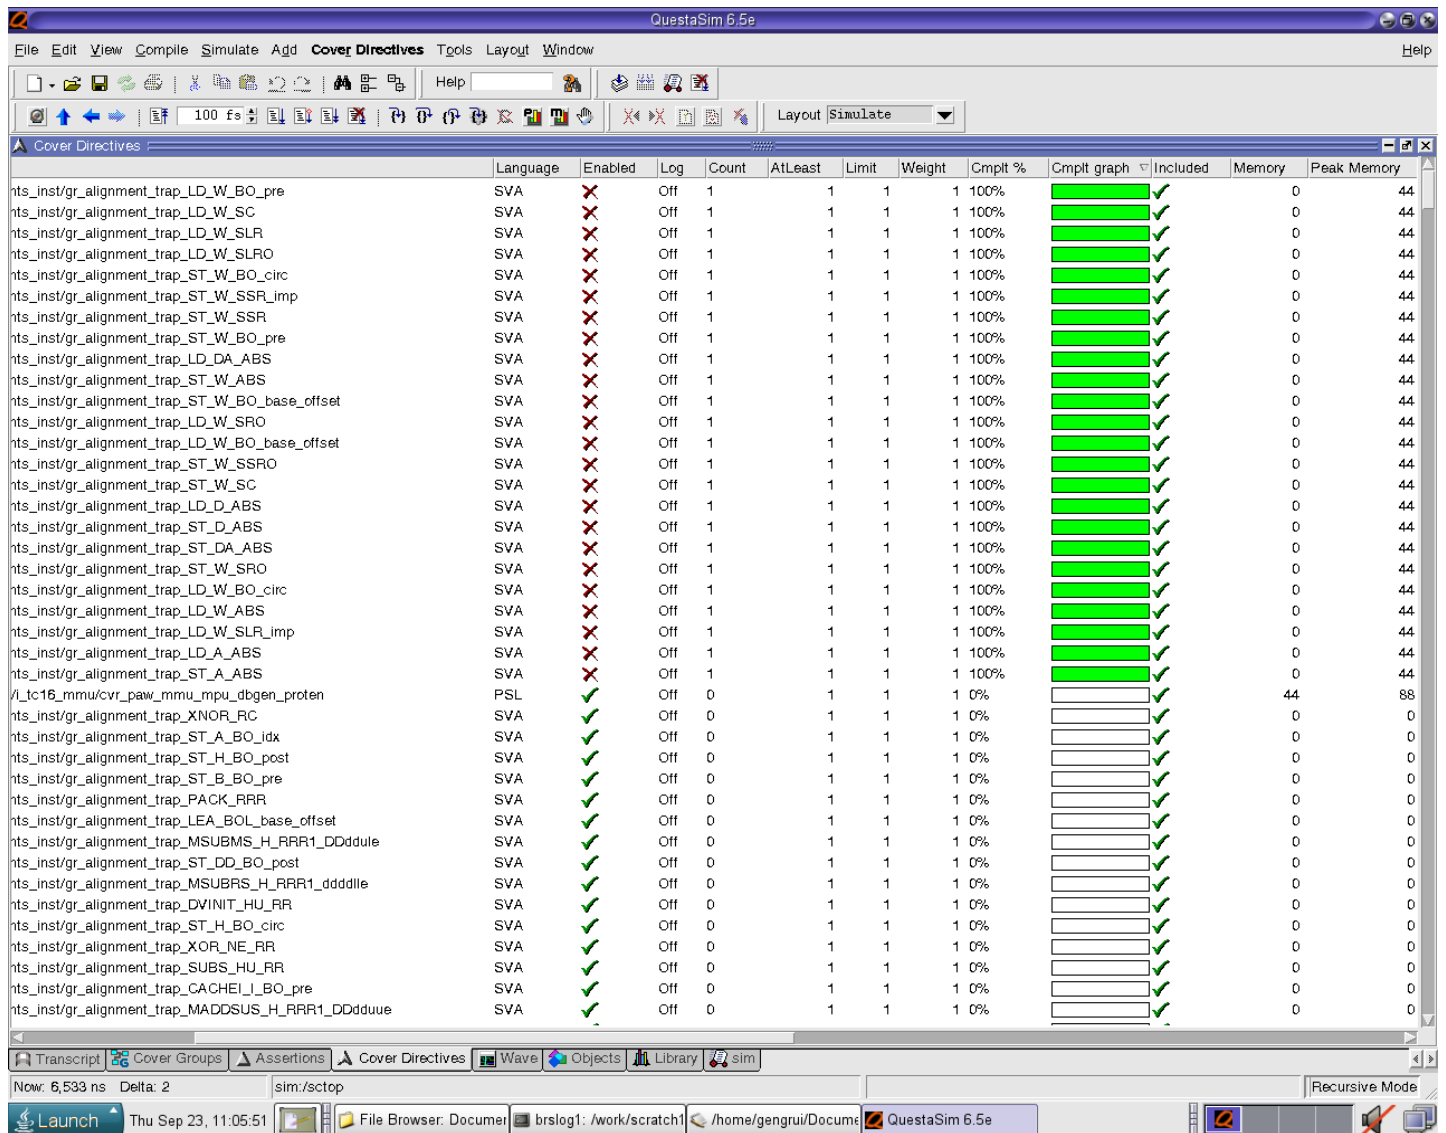 QuestaSim 6.5e
File Edit View Compile Simulate Add Cover Directives Tools Layout Window Help
Help
100 fs Layout Simulate
Cover Directives
Language Enabled Log Count AtLeast Limit Weight Cmplt % Cmplt graph Included Memory Peak Memory
nts_inst/gr_alignment_trap_LD_W_BO_pre SVA Off 1 1 1 1 100% 0 44
nts_inst/gr_alignment_trap_LD_W_SC SVA Off 1 1 1 1 100% 0 44
nts_inst/gr_alignment_trap_LD_W_SLR SVA Off 1 1 1 1 100% 0 44
nts_inst/gr_alignment_trap_LD_W_SLRO SVA Off 1 1 1 1 100% 0 44
nts_inst/gr_alignment_trap_ST_W_BO_circ SVA Off 1 1 1 1 100% 0 44
nts_inst/gr_alignment_trap_ST_W_SSR_imp SVA Off 1 1 1 1 100% 0 44
nts_inst/gr_alignment_trap_ST_W_SSR SVA Off 1 1 1 1 100% 0 44
nts_inst/gr_alignment_trap_ST_W_BO_pre SVA Off 1 1 1 1 100% 0 44
nts_inst/gr_alignment_trap_LD_DA_ABS SVA Off 1 1 1 1 100% 0 44
nts_inst/gr_alignment_trap_ST_W_ABS SVA Off 1 1 1 1 100% 0 44
nts_inst/gr_alignment_trap_ST_W_BO_base_offset SVA Off 1 1 1 1 100% 0 44
nts_inst/gr_alignment_trap_LD_W_SRO SVA Off 1 1 1 1 100% 0 44
nts_inst/gr_alignment_trap_LD_W_BO_base_offset SVA Off 1 1 1 1 100% 0 44
nts_inst/gr_alignment_trap_ST_W_SSRO SVA Off 1 1 1 1 100% 0 44
nts_inst/gr_alignment_trap_ST_W_SC SVA Off 1 1 1 1 100% 0 44
nts_inst/gr_alignment_trap_LD_D_ABS SVA Off 1 1 1 1 100% 0 44
nts_inst/gr_alignment_trap_ST_D_ABS SVA Off 1 1 1 1 100% 0 44
nts_inst/gr_alignment_trap_ST_DA_ABS SVA Off 1 1 1 1 100% 0 44
nts_inst/gr_alignment_trap_ST_W_SRO SVA Off 1 1 1 1 100% 0 44
nts_inst/gr_alignment_trap_LD_W_BO_circ SVA Off 1 1 1 1 100% 0 44
nts_inst/gr_alignment_trap_LD_W_ABS SVA Off 1 1 1 1 100% 0 44
nts_inst/gr_alignment_trap_LD_W_SLR_imp SVA Off 1 1 1 1 100% 0 44
nts_inst/gr_alignment_trap_LD_A_ABS SVA Off 1 1 1 1 100% 0 44
nts_inst/gr_alignment_trap_ST_A_ABS SVA Off 1 1 1 1 100% 0 44
/i_tc16_mmu/cvr_paw_mmu_mpu_dbgen_proten PSL Off 0 1 1 1 0% 44 88
nts_inst/gr_alignment_trap_XNOR_RC SVA Off 0 1 1 1 0% 0 0
nts_inst/gr_alignment_trap_ST_A_BO_idx SVA Off 0 1 1 1 0% 0 0
nts_inst/gr_alignment_trap_ST_H_BO_post SVA Off 0 1 1 1 0% 0 0
nts_inst/gr_alignment_trap_ST_B_BO_pre SVA Off 0 1 1 1 0% 0 0
nts_inst/gr_alignment_trap_PACK_RRR SVA Off 0 1 1 1 0% 0 0
nts_inst/gr_alignment_trap_LEA_BOL_base_offset SVA Off 0 1 1 1 0% 0 0
nts_inst/gr_alignment_trap_MSUBMS_H_RRR1_DDddule SVA Off 0 1 1 1 0% 0 0
nts_inst/gr_alignment_trap_ST_DD_BO_post SVA Off 0 1 1 1 0% 0 0
nts_inst/gr_alignment_trap_MSUBRS_H_RRR1_ddddlle SVA Off 0 1 1 1 0% 0 0
nts_inst/gr_alignment_trap_DVINIT_HU_RR SVA Off 0 1 1 1 0% 0 0
nts_inst/gr_alignment_trap_ST_H_BO_circ SVA Off 0 1 1 1 0% 0 0
nts_inst/gr_alignment_trap_XOR_NE_RR SVA Off 0 1 1 1 0% 0 0
nts_inst/gr_alignment_trap_SUBS_HU_RR SVA Off 0 1 1 1 0% 0 0
nts_inst/gr_alignment_trap_CACHEI_I_BO_pre SVA Off 0 1 1 1 0% 0 0
nts_inst/gr_alignment_trap_MADDSUS_H_RRR1_DDdduue SVA Off 0 1 1 1 0% 0 0
Transcript Cover Groups Assertions Cover Directives Wave Objects Library sim
Now: 6,533 ns Delta: 2 sim:/sctop Recursive Mode
Launch Thu Sep 23, 11:05:51 File Browser: Documer brslog1: /work/scratch1 /home/gengrui/Docume QuestaSim 6.5e